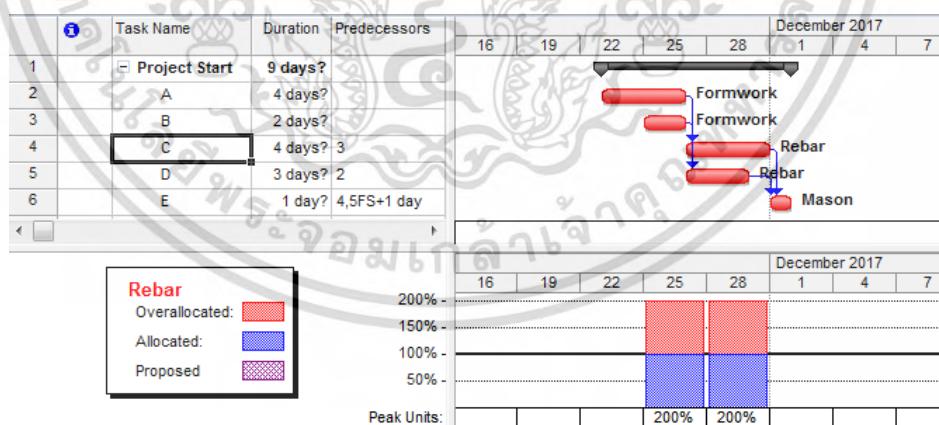 Task Name Duration Predecessors
December 2017
16 19 22 25 28 1 4 7
1 Project Start 9 days?
2 A 4 days? Formwork
3 B 2 days? Formwork
4 C 4 days? 3 Rebar
5 D 3 days? 2 Rebar
6 E 1 day? 4,5FS+1 day Mason
December 2017
16 19 22 25 28 1 4 7
Rebar
Overallocated:
Allocated:
Proposed
200%
150%
100%
50%
Peak Units: 200% 200%